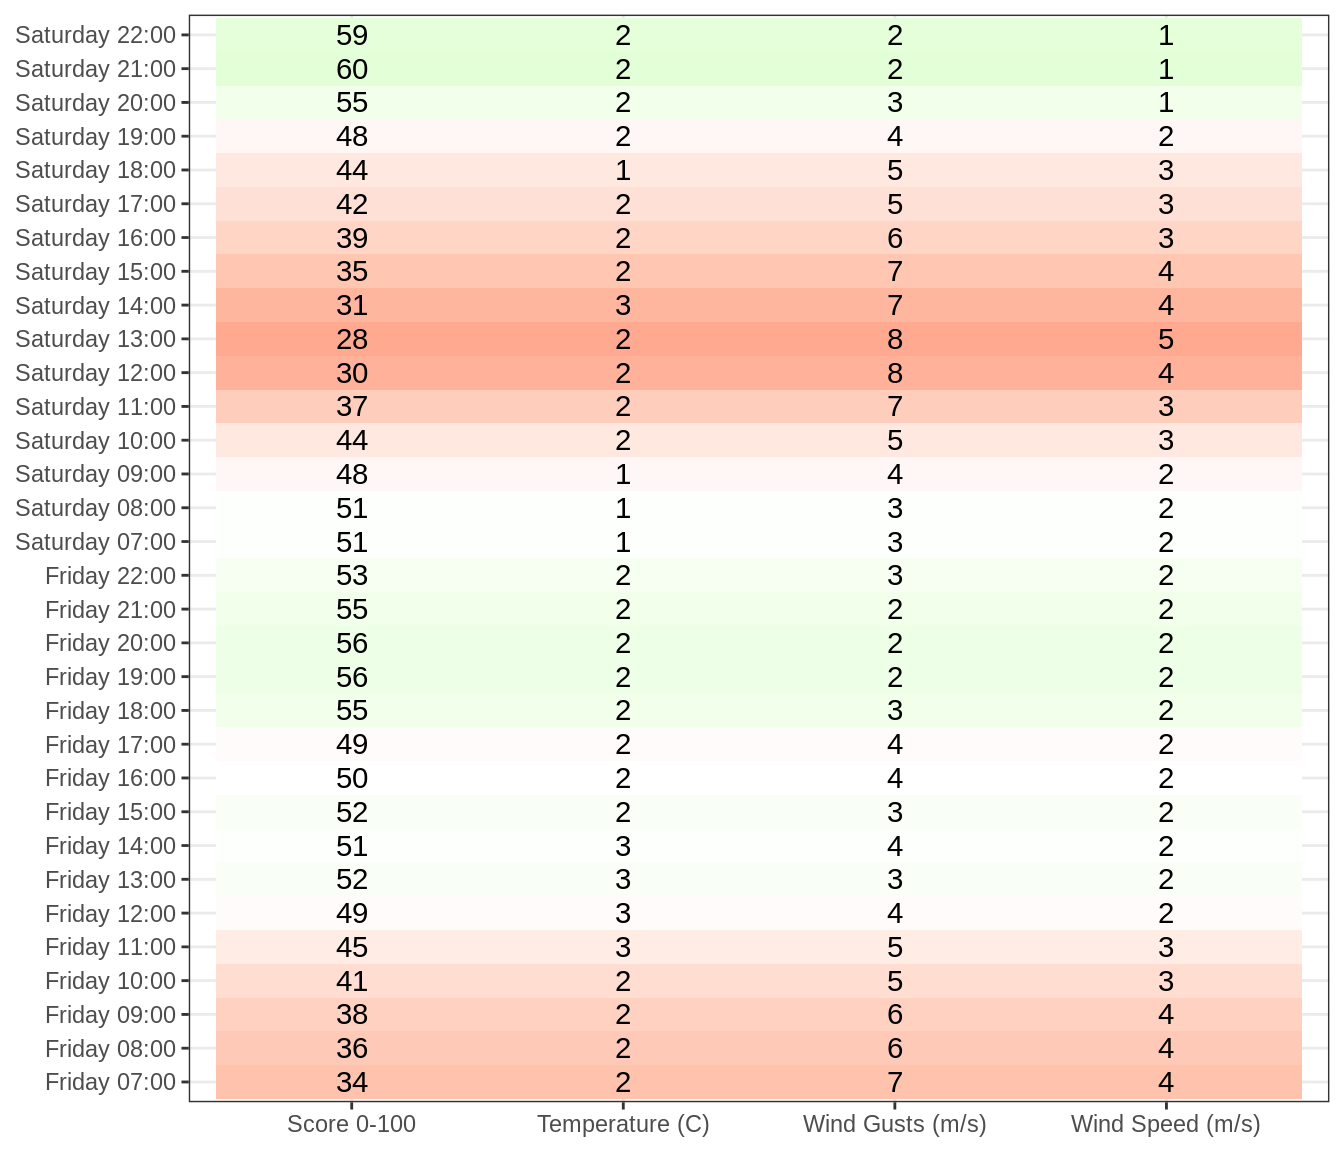 Saturday 22:00 59 2 2 1
Saturday 21:00 60 2 2 1
Saturday 20:00 55 2 3 1
Saturday 19:00 48 2 4 2
Saturday 18:00 44 1 5 3
Saturday 17:00 42 2 5 3
Saturday 16:00 39 2 6 3
Saturday 15:00 35 2 7 4
Saturday 14:00 31 3 7 4
Saturday 13:00 28 2 8 5
Saturday 12:00 30 2 8 4
Saturday 11:00 37 2 7 3
Saturday 10:00 44 2 5 3
Saturday 09:00 48 1 4 2
Saturday 08:00 51 1 3 2
Saturday 07:00 51 1 3 2
Friday 22:00 53 2 3 2
Friday 21:00 55 2 2 2
Friday 20:00 56 2 2 2
Friday 19:00 56 2 2 2
Friday 18:00 55 2 3 2
Friday 17:00 49 2 4 2
Friday 16:00 50 2 4 2
Friday 15:00 52 2 3 2
Friday 14:00 51 3 4 2
Friday 13:00 52 3 3 2
Friday 12:00 49 3 4 2
Friday 11:00 45 3 5 3
Friday 10:00 41 2 5 3
Friday 09:00 38 2 6 4
Friday 08:00 36 2 6 4
Friday 07:00 34 2 7 4
Score 0-100 Temperature (C) Wind Gusts (m/s) Wind Speed (m/s)